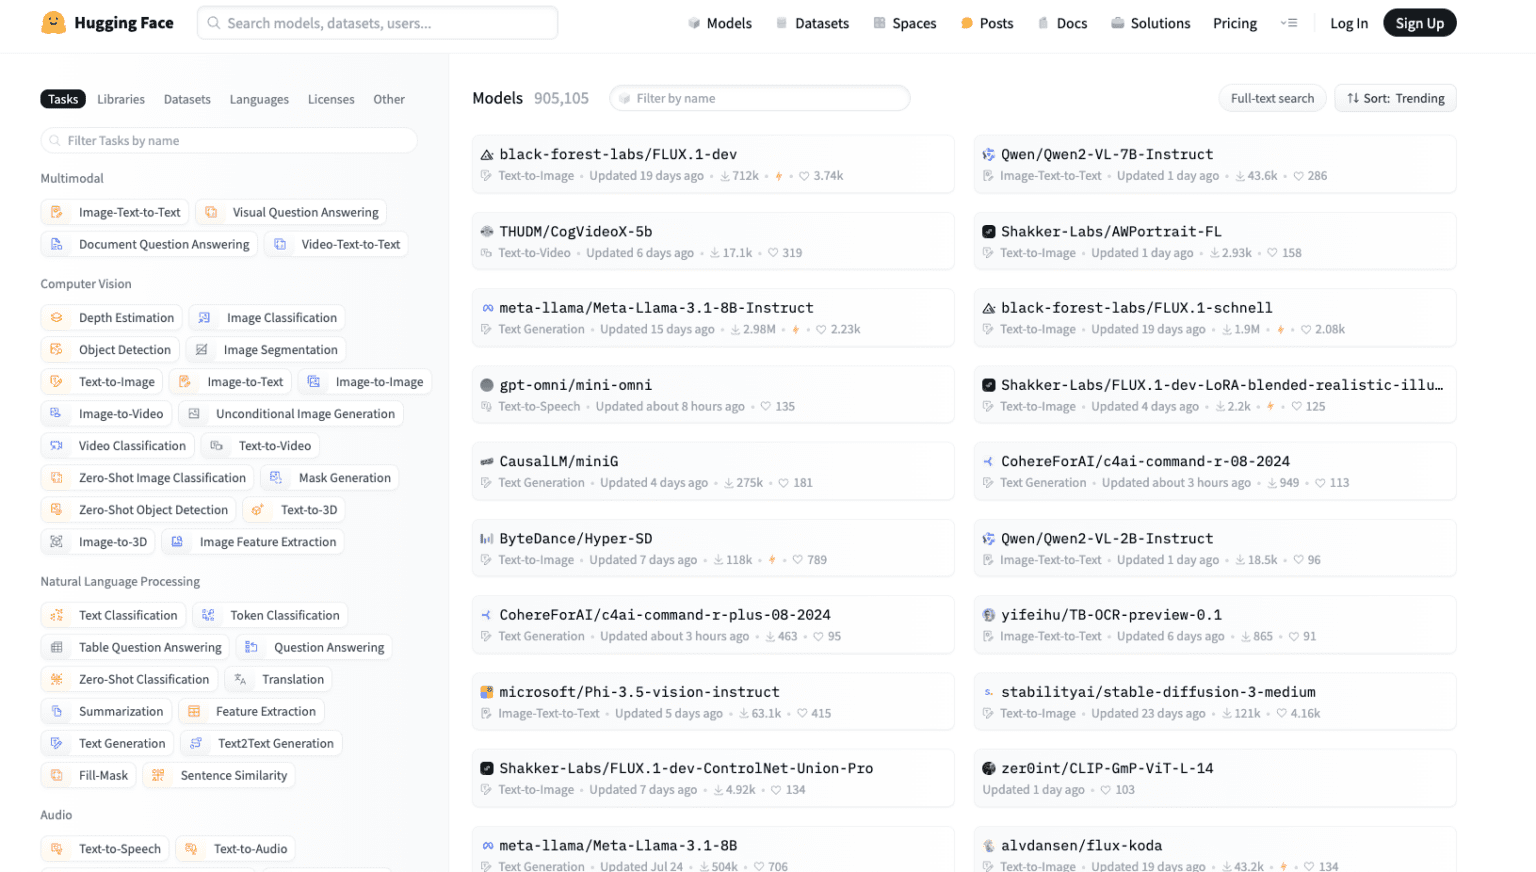 Hugging Face
Search models, datasets, users...
Models
Datasets
Spaces
Posts
Docs
Solutions
Pricing
Log In
Sign Up
Tasks
Libraries
Datasets
Languages
Licenses
Other
Filter Tasks by name
Multimodal
Image-Text-to-Text
Visual Question Answering
Document Question Answering
Video-Text-to-Text
Computer Vision
Depth Estimation
Image Classification
Object Detection
Image Segmentation
Text-to-Image
Image-to-Text
Image-to-Image
Image-to-Video
Unconditional Image Generation
Video Classification
Text-to-Video
Zero-Shot Image Classification
Mask Generation
Zero-Shot Object Detection
Text-to-3D
Image-to-3D
Image Feature Extraction
Natural Language Processing
Text Classification
Token Classification
Table Question Answering
Question Answering
Zero-Shot Classification
Translation
Summarization
Feature Extraction
Text Generation
Text2Text Generation
Fill-Mask
Sentence Similarity
Audio
Text-to-Speech
Text-to-Audio
Models 905,105
Filter by name
Full-text search
Sort: Trending
black-forest-labs/FLUX.1-dev
Text-to-Image • Updated 19 days ago • 712k • • 3.74k
Qwen/Qwen2-VL-7B-Instruct
Image-Text-to-Text • Updated 1 day ago • 43.6k • 286
THUDM/CogVideoX-5b
Text-to-Video • Updated 6 days ago • 17.1k • 319
Shakker-Labs/AWPortrait-FL
Text-to-Image • Updated 1 day ago • 2.93k • 158
meta-llama/Meta-Llama-3.1-8B-Instruct
Text Generation • Updated 15 days ago • 2.98M • • 2.23k
black-forest-labs/FLUX.1-schnell
Text-to-Image • Updated 19 days ago • 1.9M • • 2.08k
gpt-omni/mini-omni
Text-to-Speech • Updated about 8 hours ago • 135
Shakker-Labs/FLUX.1-dev-LoRA-blended-realistic-illu…
Text-to-Image • Updated 4 days ago • 2.2k • • 125
CausalLM/miniG
Text Generation • Updated 4 days ago • 275k • 181
CohereForAI/c4ai-command-r-08-2024
Text Generation • Updated about 3 hours ago • 949 • 113
ByteDance/Hyper-SD
Text-to-Image • Updated 7 days ago • 118k • • 789
Qwen/Qwen2-VL-2B-Instruct
Image-Text-to-Text • Updated 1 day ago • 18.5k • 96
CohereForAI/c4ai-command-r-plus-08-2024
Text Generation • Updated about 3 hours ago • 463 • 95
yifeihu/TB-OCR-preview-0.1
Image-Text-to-Text • Updated 6 days ago • 865 • 91
microsoft/Phi-3.5-vision-instruct
Image-Text-to-Text • Updated 5 days ago • 63.1k • 415
stabilityai/stable-diffusion-3-medium
Text-to-Image • Updated 23 days ago • 121k • 4.16k
Shakker-Labs/FLUX.1-dev-ControlNet-Union-Pro
Text-to-Image • Updated 7 days ago • 4.92k • 134
zer0int/CLIP-GmP-ViT-L-14
Updated 1 day ago • 103
meta-llama/Meta-Llama-3.1-8B
Text Generation • Updated Jul 24 • 504k • 706
alvdansen/flux-koda
Text-to-Image • Updated 19 days ago • 43.2k • • 134